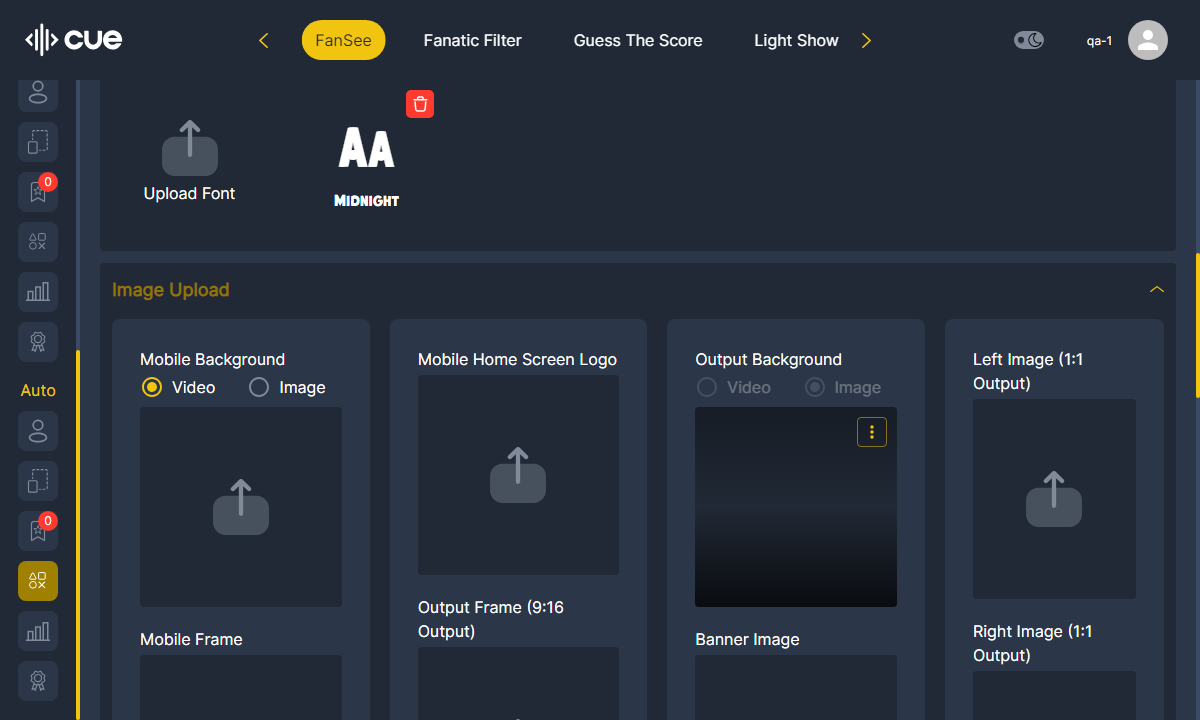 cue
FanSee
Fanatic Filter
Guess The Score
Light Show
qa-1
0
Auto
0
Upload Font
AA
MIDNIGHT
Image Upload
Mobile Background
Video
Image
Mobile Frame
Mobile Home Screen Logo
Output Frame (9:16
Output)
Output Background
Video
Image
Banner Image
Left Image (1:1
Output)
Right Image (1:1
Output)